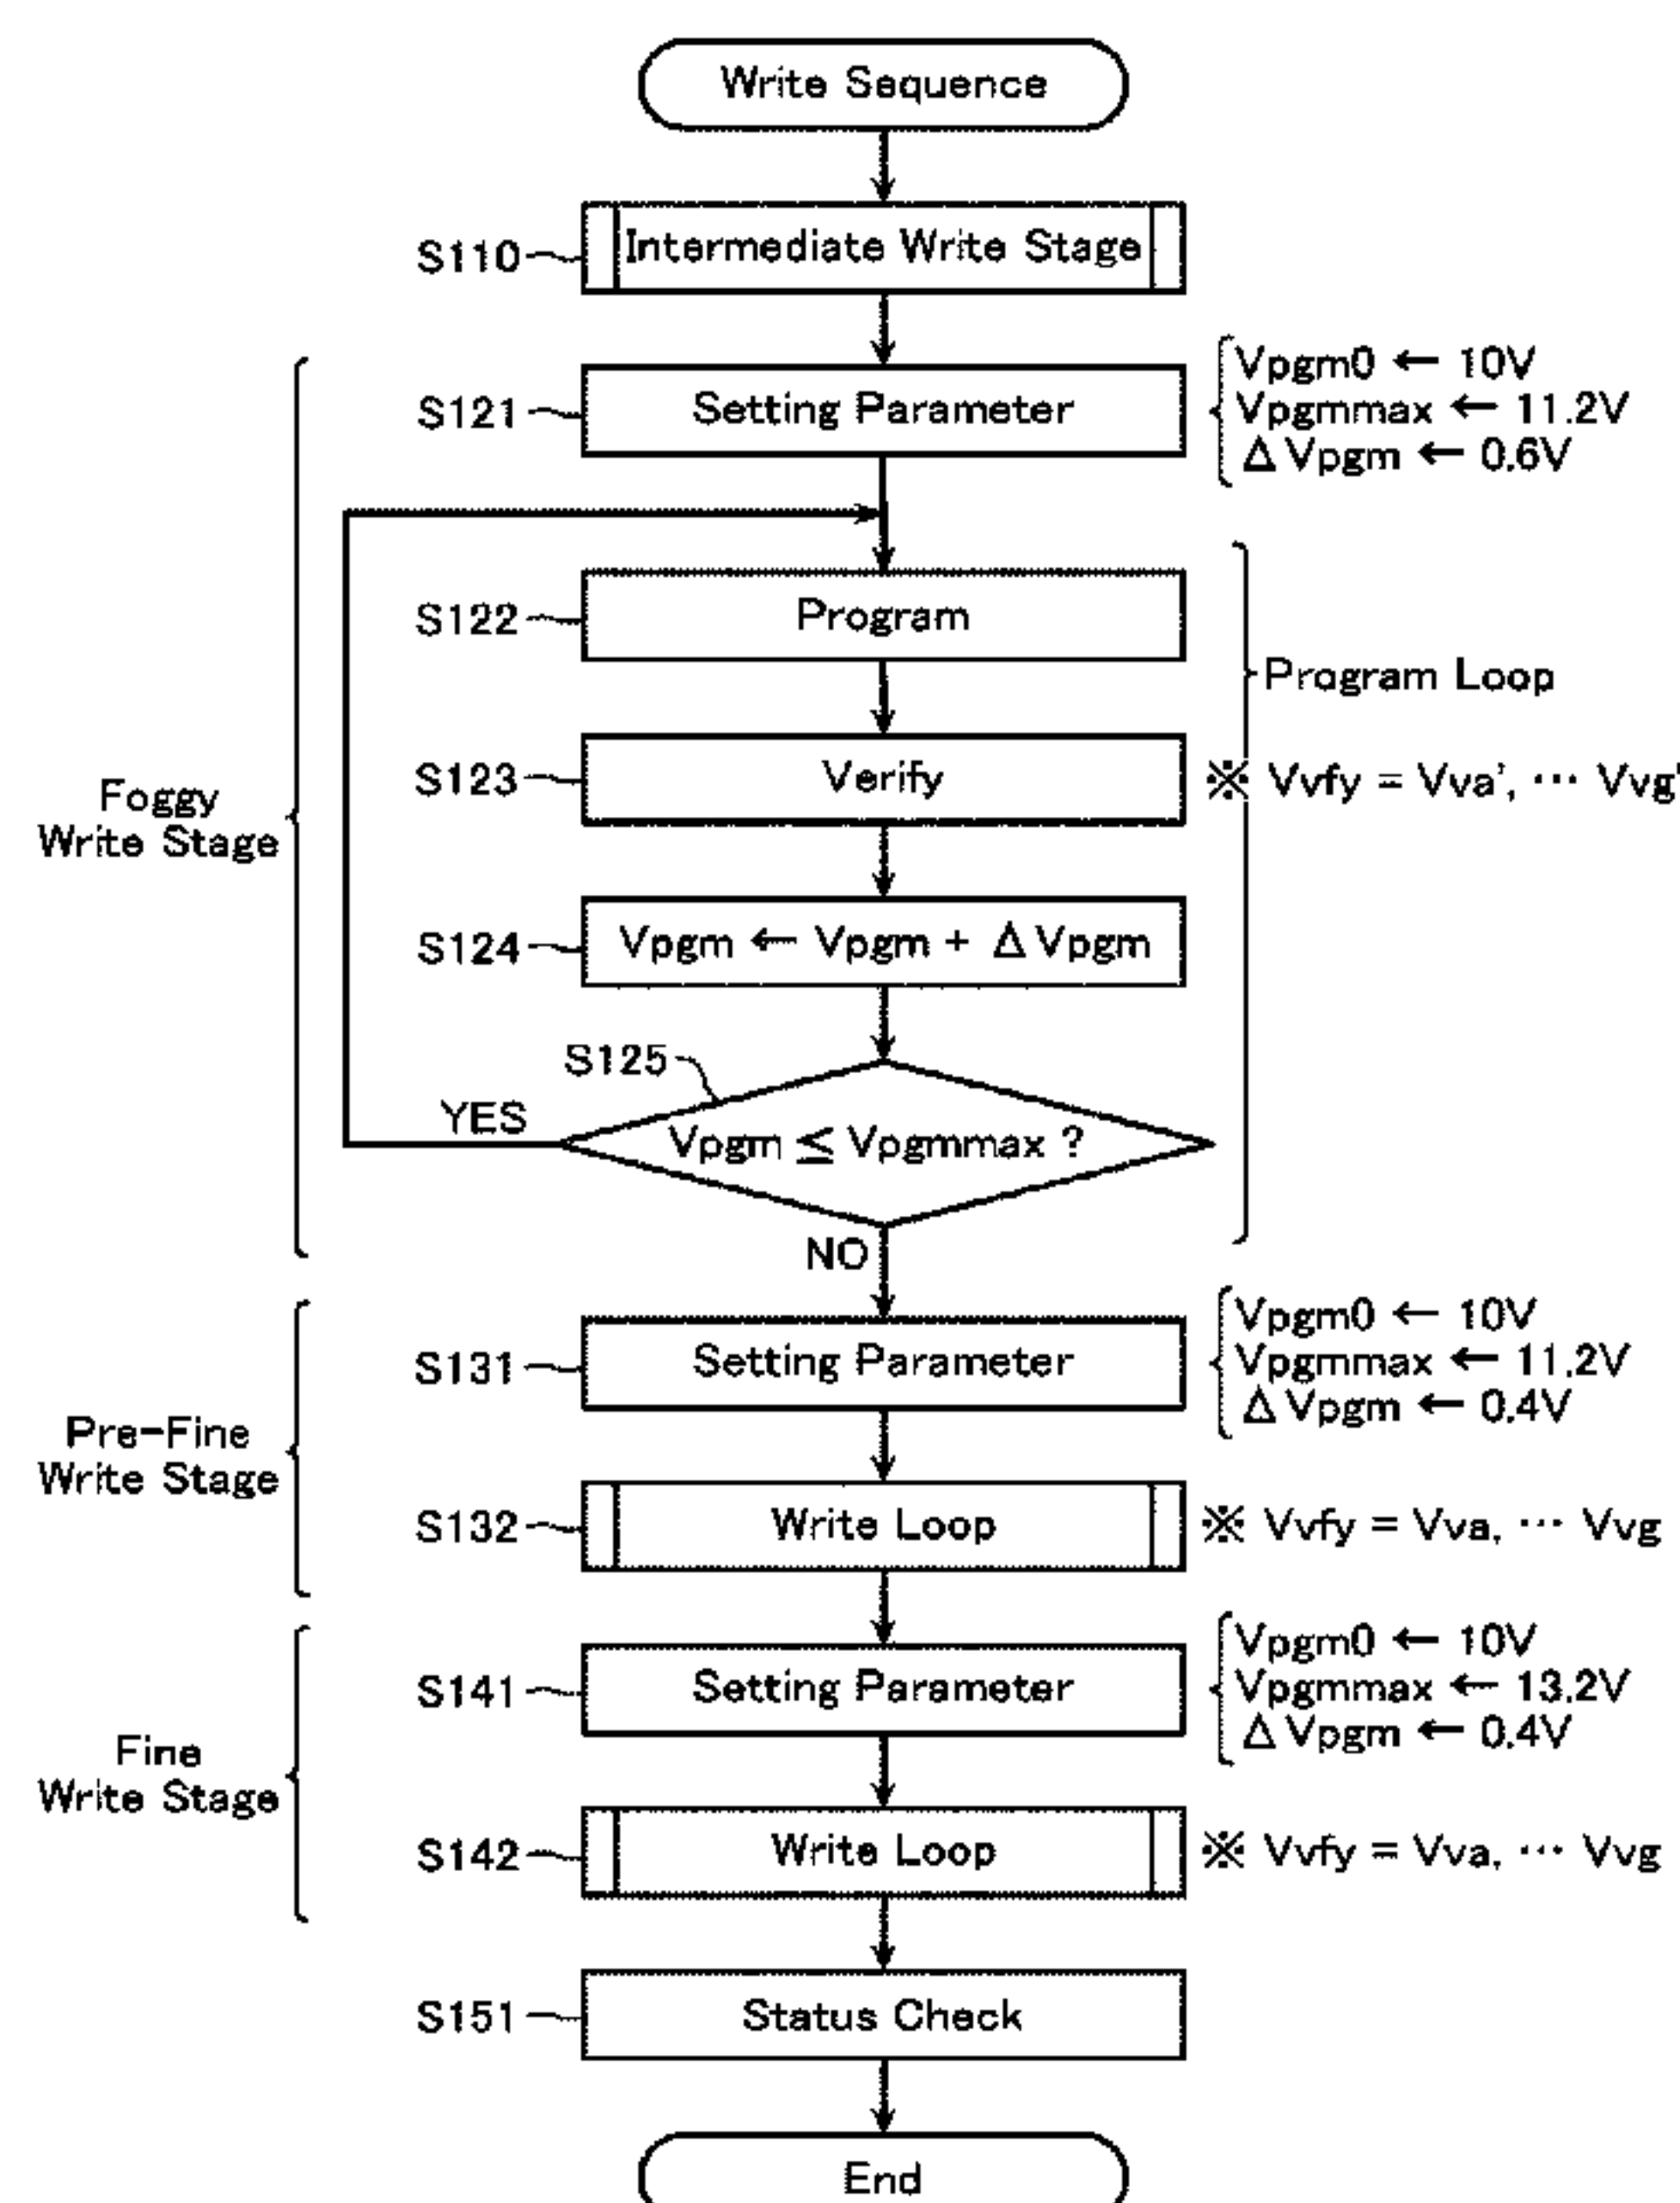 Write Sequence
S110
Intermediate Write Stage
S121
Setting Parameter
Vpgm0 ← 10V
Vpgmmax ← 11.2V
Δ Vpgm ← 0.6V
S122
Program
Program Loop
Foggy
Write Stage
S123
Verify
※ Vvfy = Vva', ⋯ Vvg'
S124
Vpgm ← Vpgm + Δ Vpgm
S125
YES
Vpgm ≦ Vpgmmax ?
NO
Pre-Fine
Write Stage
S131
Setting Parameter
Vpgm0 ← 10V
Vpgmmax ← 11.2V
Δ Vpgm ← 0.4V
S132
Write Loop
※ Vvfy = Vva, ⋯ Vvg
Fine
Write Stage
S141
Setting Parameter
Vpgm0 ← 10V
Vpgmmax ← 13.2V
Δ Vpgm ← 0.4V
S142
Write Loop
※ Vvfy = Vva, ⋯ Vvg
S151
Status Check
End